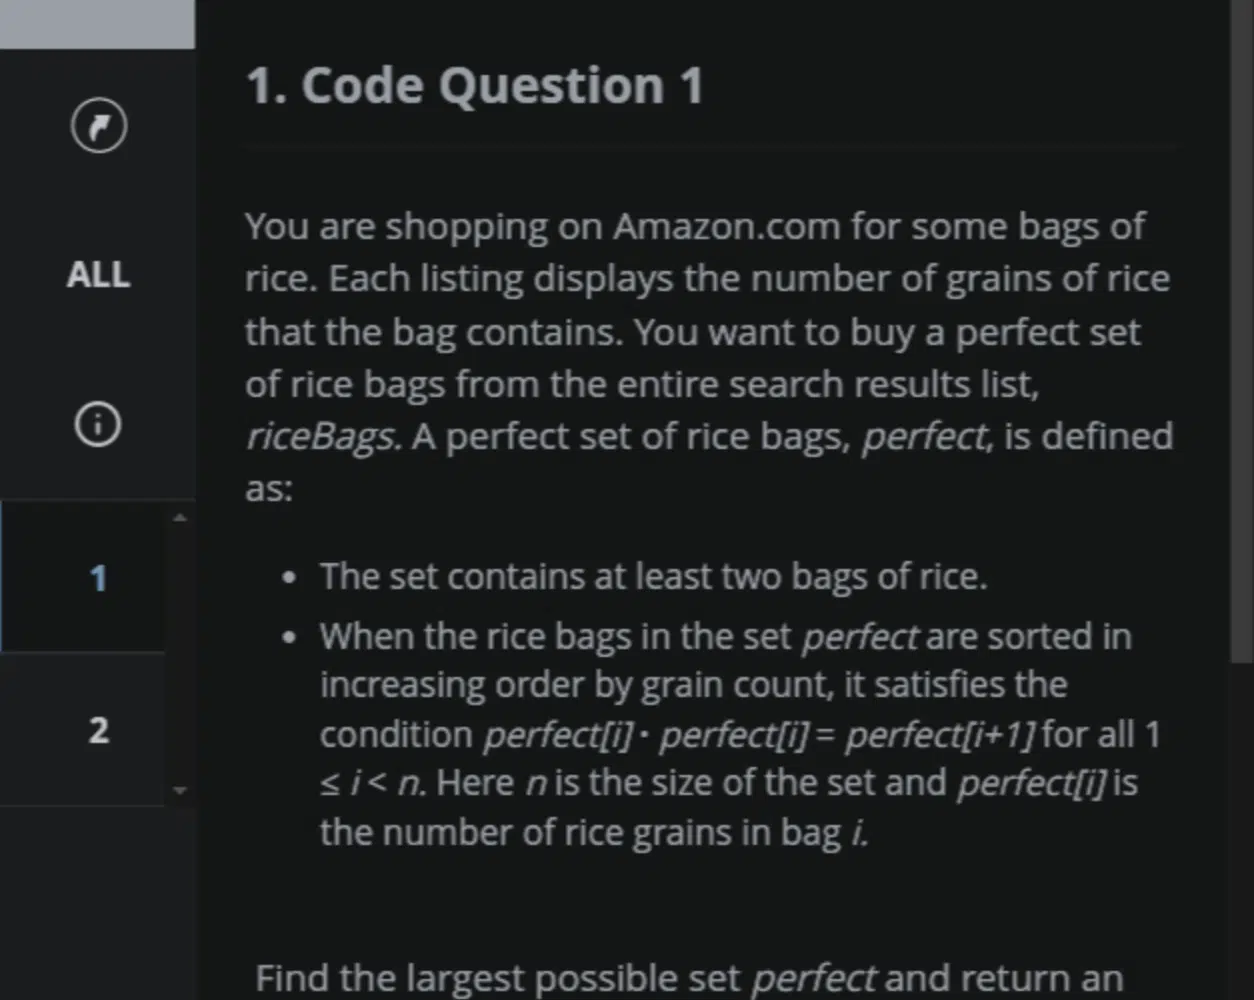 1. Code Question 1
ALL
You are shopping on Amazon.com for some bags of
rice. Each listing displays the number of grains of rice
that the bag contains. You want to buy a perfect set
of rice bags from the entire search results list,
riceBags. A perfect set of rice bags, perfect, is defined
as:
1
• The set contains at least two bags of rice.
• When the rice bags in the set perfect are sorted in
increasing order by grain count, it satisfies the
condition perfect[i] · perfect[i] = perfect[i+1] for all 1
≤ i < n. Here n is the size of the set and perfect[i] is
the number of rice grains in bag i.
2
Find the largest possible set perfect and return an